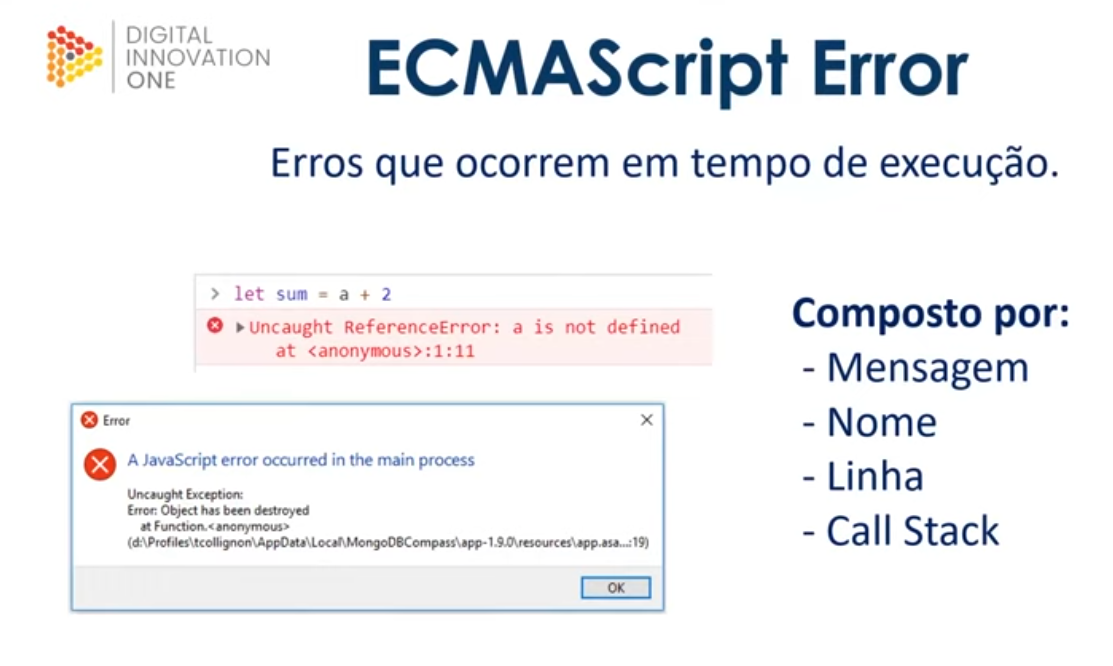 DIGITAL
INNOVATION
ONE
ECMAScript Error
Erros que ocorrem em tempo de execução.
> let sum = a + 2
Uncaught ReferenceError: a is not defined
at <anonymous>:1:11
Error
A JavaScript error occurred in the main process
Uncaught Exception:
Error: Object has been destroyed
at Function.<anonymous>
(d:\Profiles\tcollignon\AppData\Local\MongoDBCompass\app-1.9.0\resources\app.asa...:19)
OK
Composto por:
- Mensagem
- Nome
- Linha
- Call Stack